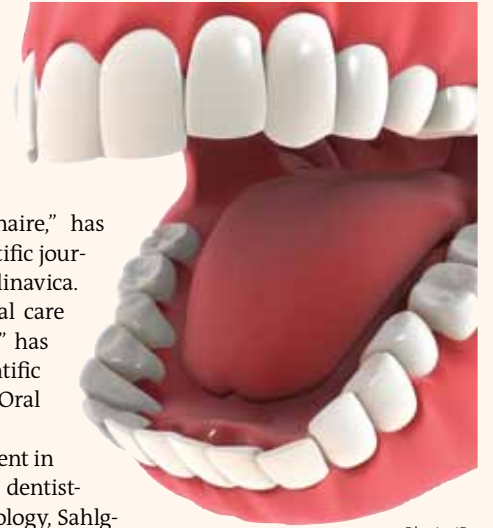 naire,” has
tific jour-
linavica.
al care
” has
ntific
Oral
ent in
dentist-
ology, Sahlg-